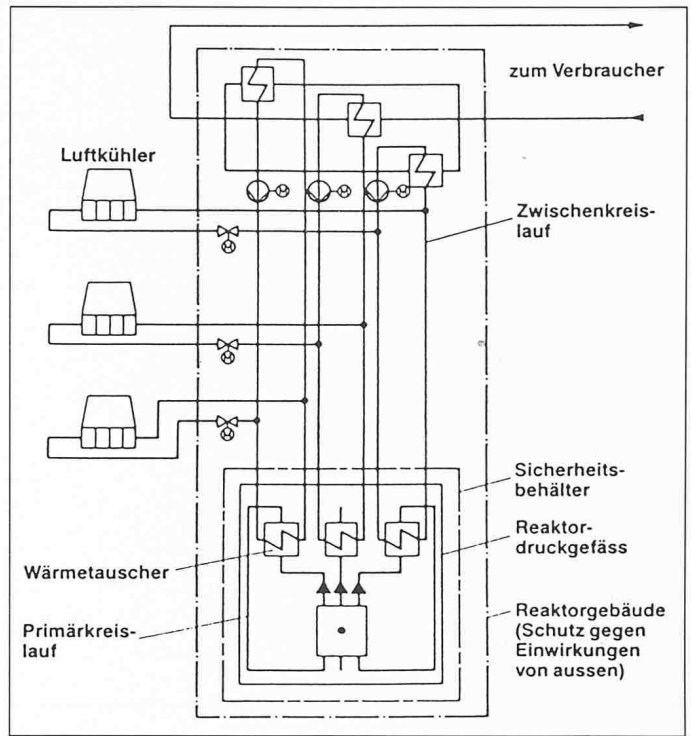 zum Verbraucher
Luftkühler
Zwischenkreis-
lauf
Sicherheits-
behälter
Reaktor-
druckgefäss
Wärmetauscher
Primärkreis-
lauf
Reaktorgebäude
(Schutz gegen
Einwirkungen
von aussen)